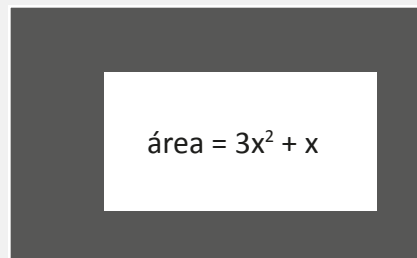 área = 3x² + x